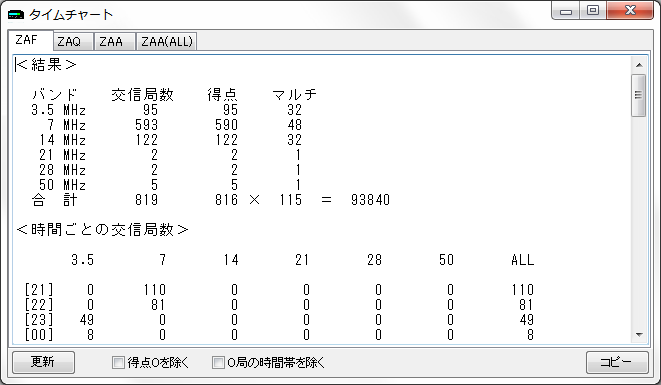 タイムチャート
ZAF ZAQ ZAA ZAA(ALL)
＜結果＞
バンド 交信局数 得点 マルチ
3.5 MHz 95 95 32
7 MHz 593 590 48
14 MHz 122 122 32
21 MHz 2 2 1
28 MHz 2 2 1
50 MHz 5 5 1
合　計 819 816 × 115 ＝ 93840
＜時間ごとの交信局数＞
3.5 7 14 21 28 50 ALL
[21] 0 110 0 0 0 0 110
[22] 0 81 0 0 0 0 81
[23] 49 0 0 0 0 0 49
[00] 8 0 0 0 0 0 8
更新 得点0を除く 0局の時間帯を除く コピー